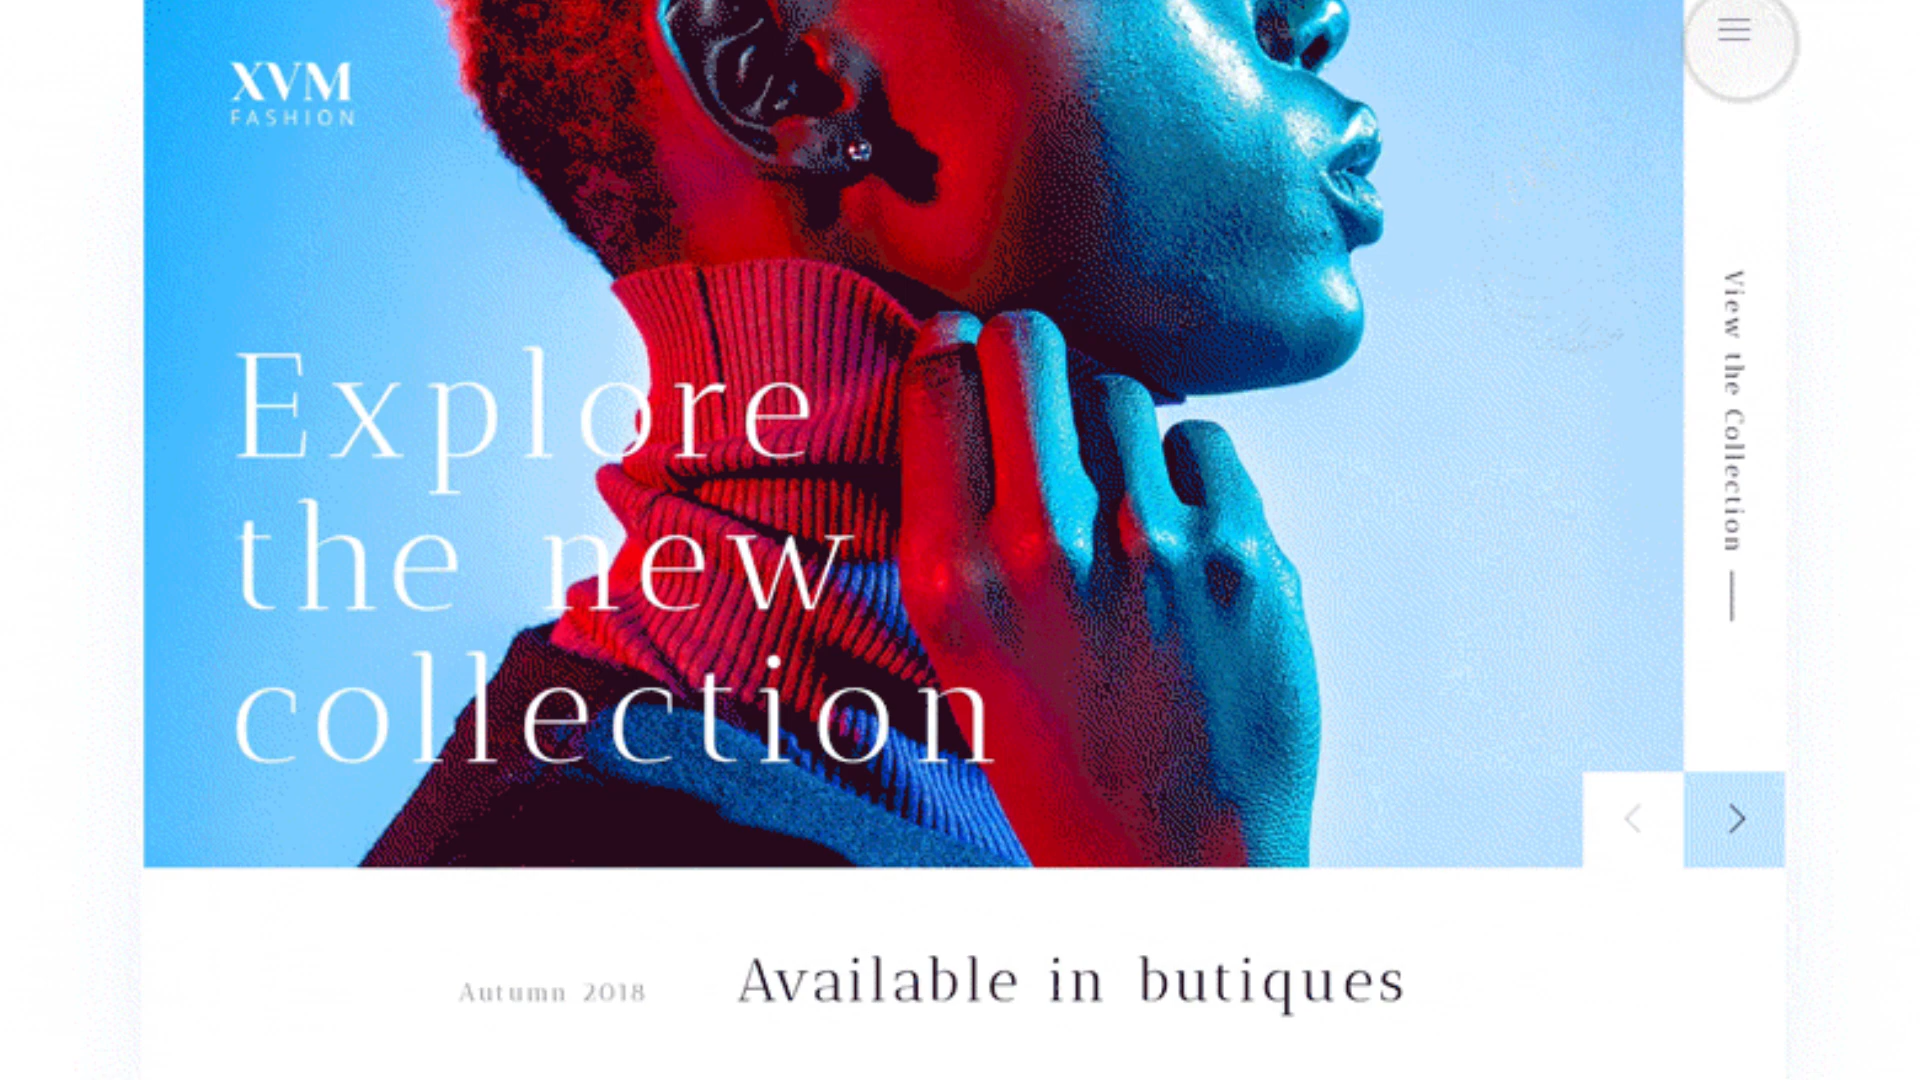 XVM
FASHION
Explore
the new
collection
View the Collection
Autumn 2018
Available in butiques